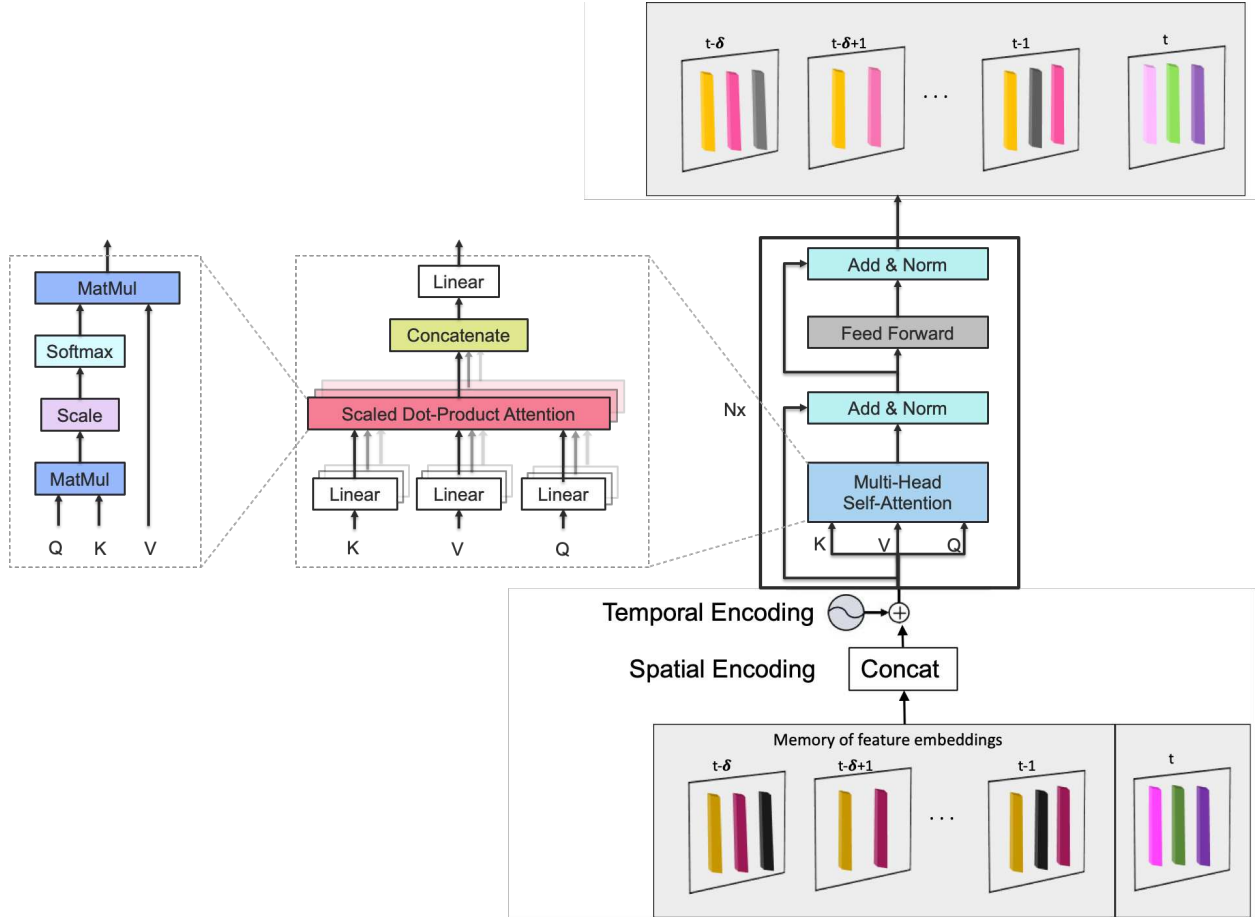 t-δ
t-δ+1
t-1
t
. . .
Add & Norm
Feed Forward
Add & Norm
Nx
Multi-Head
Self-Attention
K
V
Q
MatMul
Softmax
Scale
MatMul
Q
K
V
Linear
Concatenate
Scaled Dot-Product Attention
Linear
Linear
Linear
K
V
Q
Temporal Encoding
Spatial Encoding
Concat
Memory of feature embeddings
t-δ
t-δ+1
t-1
t
. . .